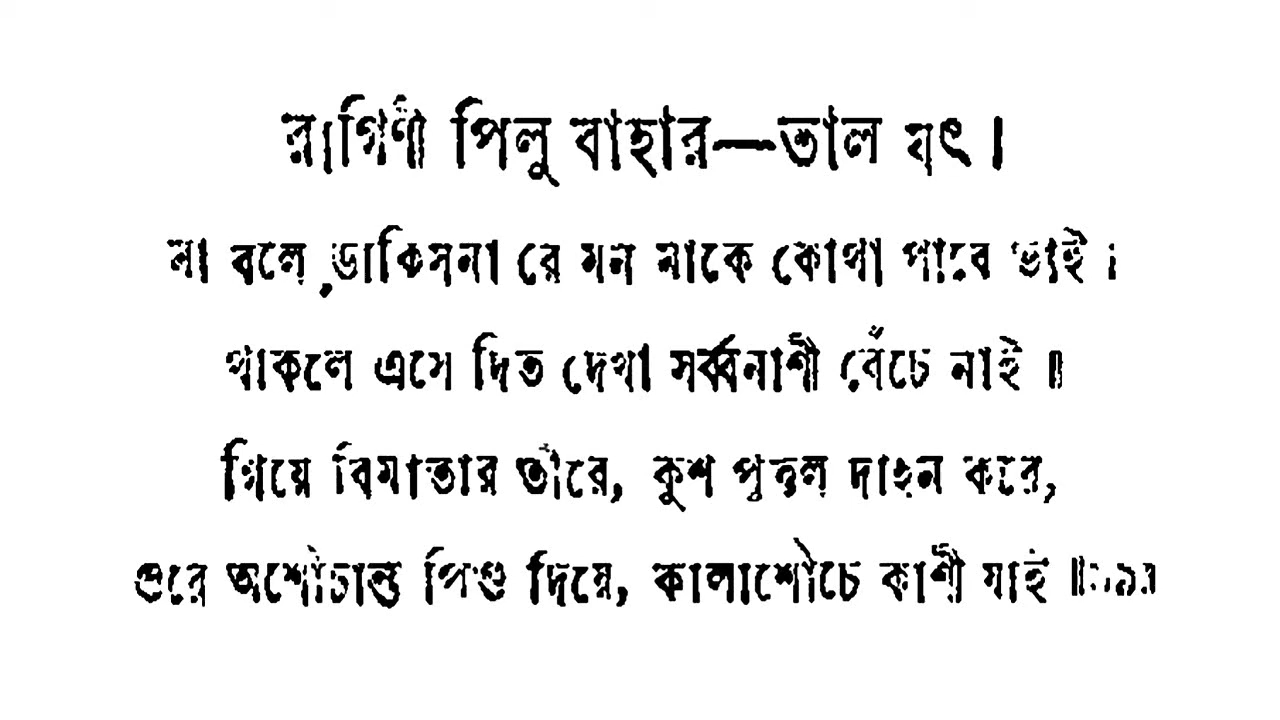 রাগিণী পিলু বাহার—তাল যৎ।
মা বলে ডাকিসনা রে মন মাকে কোথা পাবে ভাই।
থাকলে এসে দিত দেখা সর্ব্বনাশী বেঁচে নাই॥
গিয়ে বিমাতার তীরে, কুশ পুত্তল দাহন করে,
ওরে অশৌচান্ত পিণ্ড দিয়ে, কালাশৌচে কাশী যাই॥